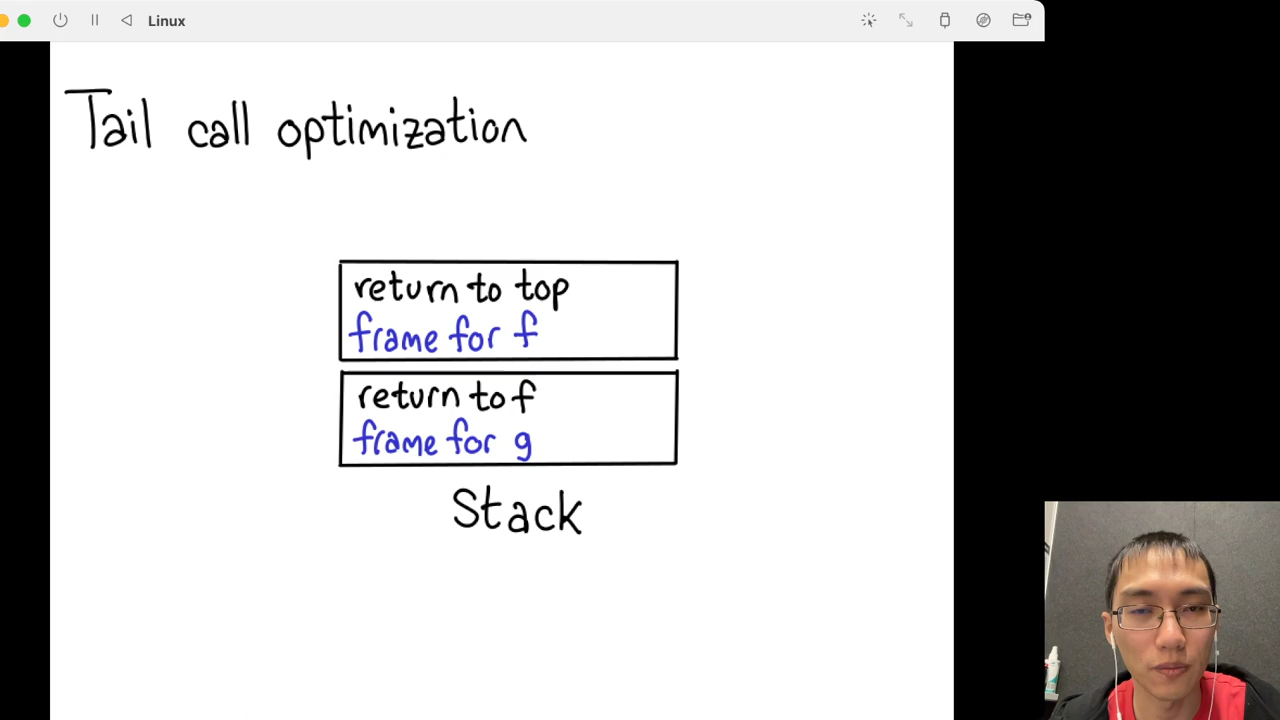 Linux
Tail call optimization
return to top
frame for f
return to f
frame for g
Stack